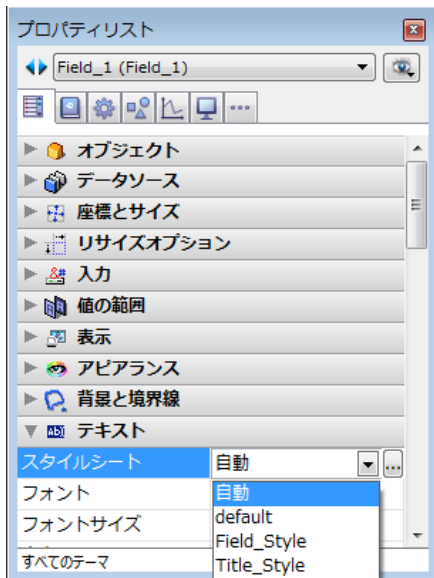 プロパティリスト
Field_1 (Field_1)
オブジェクト
データソース
座標とサイズ
リサイズオプション
入力
値の範囲
表示
アピアランス
背景と境界線
テキスト
スタイルシート 自動
フォント 自動
フォントサイズ default
Field_Style
すべてのテーマ Title_Style